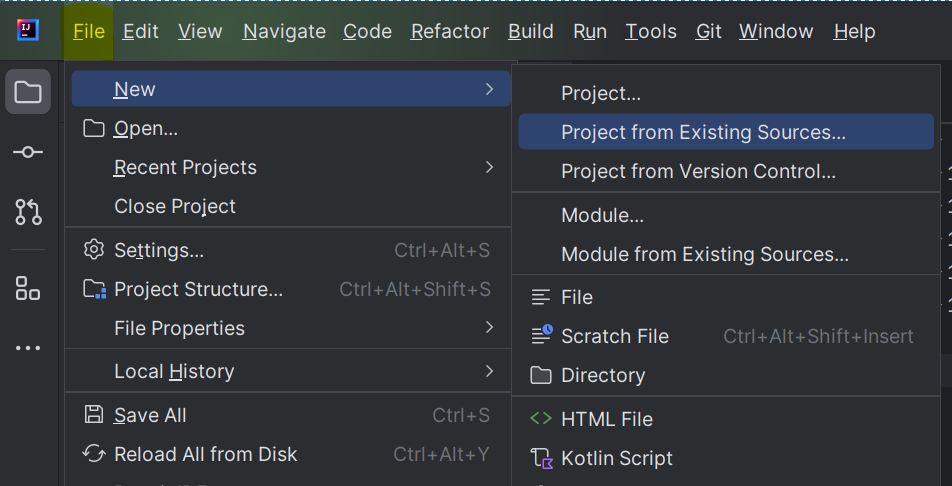 IJ
File Edit View Navigate Code Refactor Build Run Tools Git Window Help
New
Open...
Recent Projects
Close Project
Settings... Ctrl+Alt+S
Project Structure... Ctrl+Alt+Shift+S
File Properties
Local History
Save All Ctrl+S
Reload All from Disk Ctrl+Alt+Y
Project...
Project from Existing Sources...
Project from Version Control...
Module...
Module from Existing Sources...
File
Scratch File Ctrl+Alt+Shift+Insert
Directory
HTML File
Kotlin Script